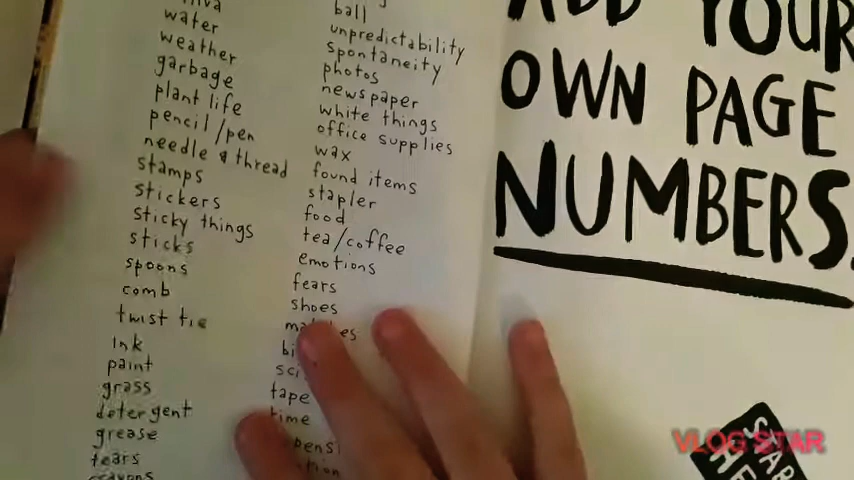 water
weather
garbage
plant life
pencil/pen
needle & thread
stamps
stickers
sticky things
sticks
spoons
comb
twist tie
ink
paint
grass
detergent
grease
tears
crayons
ball
unpredictability
spontaneity
photos
newspaper
white things
office supplies
wax
found items
stapler
food
tea/coffee
emotions
fears
shoes
tape
time
ADD YOUR
OWN PAGE
NUMBERS.
VLOG STAR